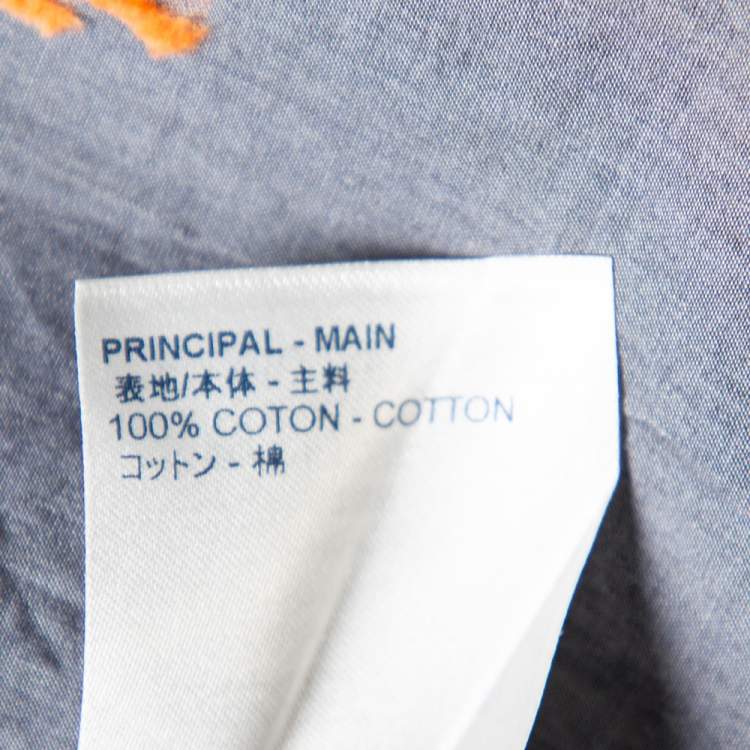 PRINCIPAL - MAIN
表地/本体 - 主料
100% COTON - COTTON
コットン - 棉